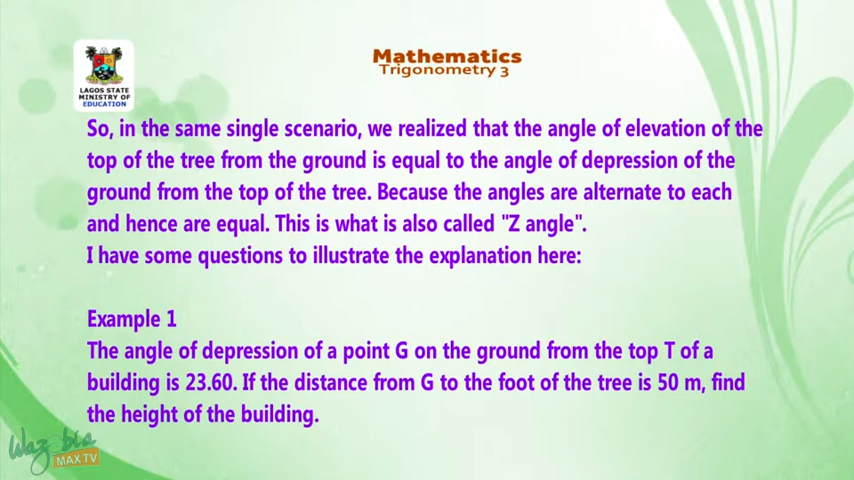 Mathematics
Trigonometry 3
LAGOS STATE
MINISTRY OF
EDUCATION
So, in the same single scenario, we realized that the angle of elevation of the
top of the tree from the ground is equal to the angle of depression of the
ground from the top of the tree. Because the angles are alternate to each
and hence are equal. This is what is also called "Z angle".
I have some questions to illustrate the explanation here:
Example 1
The angle of depression of a point G on the ground from the top T of a
building is 23.60. If the distance from G to the foot of the tree is 50 m, find
the height of the building.
Wazobia
MAX TV